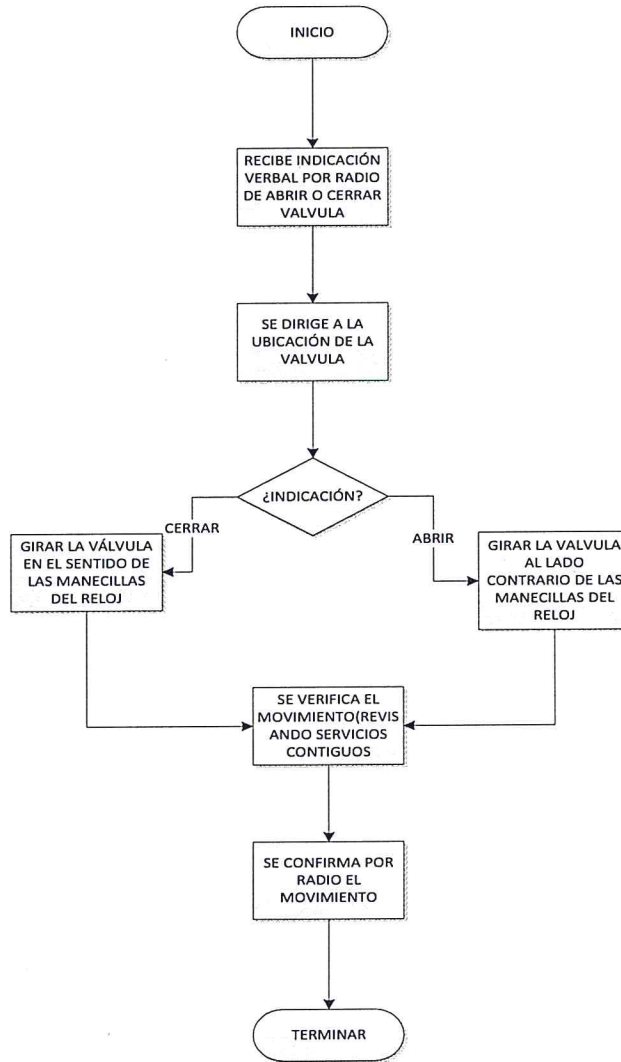 INICIO
RECIBE INDICACIÓN
VERBAL POR RADIO
DE ABRIR O CERRAR
VALVULA
SE DIRIGE A LA
UBICACIÓN DE LA
VALVULA
¿INDICACIÓN?
CERRAR
ABRIR
GIRAR LA VÁLVULA
EN EL SENTIDO DE
LAS MANECILLAS
DEL RELOJ
GIRAR LA VALVULA
AL LADO
CONTRARIO DE LAS
MANECILLAS DEL
RELOJ
SE VERIFICA EL
MOVIMIENTO(REVIS
ANDO SERVICIOS
CONTIGUOS
SE CONFIRMA POR
RADIO EL
MOVIMIENTO
TERMINAR